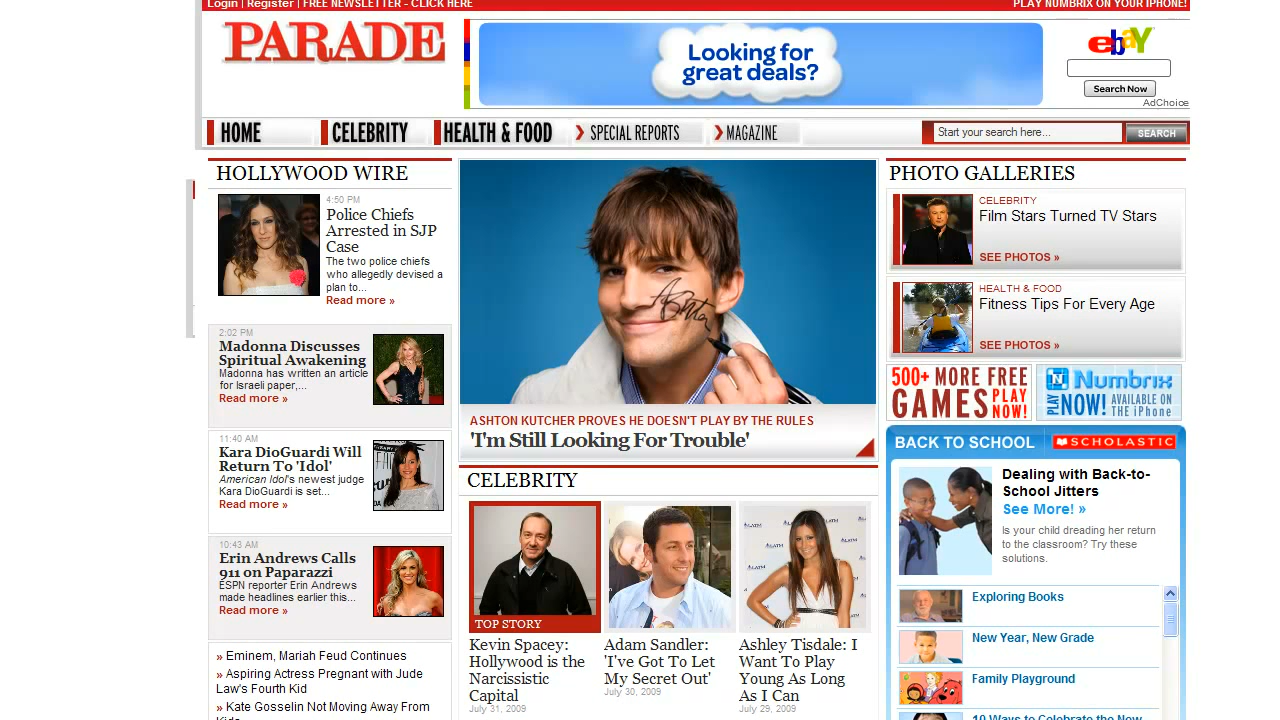 Login | Register | FREE NEWSLETTER - CLICK HERE
PLAY NUMBRIX ON YOUR IPHONE!
PARADE
Looking for
great deals?
ebay
Search Now
AdChoice
HOME
CELEBRITY
HEALTH & FOOD
SPECIAL REPORTS
MAGAZINE
Start your search here...
SEARCH
HOLLYWOOD WIRE
4:50 PM
Police Chiefs
Arrested in SJP
Case
The two police chiefs
who allegedly devised a
plan to...
Read more »
2:02 PM
Madonna Discusses
Spiritual Awakening
Madonna has written an article
for Israeli paper,...
Read more »
11:40 AM
Kara DioGuardi Will
Return To 'Idol'
American Idol's newest judge
Kara DioGuardi is set...
Read more »
10:43 AM
Erin Andrews Calls
911 on Paparazzi
ESPN reporter Erin Andrews
made headlines earlier this...
Read more »
» Eminem, Mariah Feud Continues
» Aspiring Actress Pregnant with Jude
Law's Fourth Kid
» Kate Gosselin Not Moving Away From
Kids
ASHTON KUTCHER PROVES HE DOESN'T PLAY BY THE RULES
'I'm Still Looking For Trouble'
CELEBRITY
TOP STORY
Kevin Spacey:
Hollywood is the
Narcissistic
Capital
July 31, 2009
Adam Sandler:
'I've Got To Let
My Secret Out'
July 30, 2009
Ashley Tisdale: I
Want To Play
Young As Long
As I Can
July 29, 2009
PHOTO GALLERIES
CELEBRITY
Film Stars Turned TV Stars
SEE PHOTOS »
HEALTH & FOOD
Fitness Tips For Every Age
SEE PHOTOS »
500+ MORE FREE
GAMES PLAY NOW!
N Numbrix
PLAY NOW! AVAILABLE ON THE iPhone
BACK TO SCHOOL
SCHOLASTIC
Dealing with Back-to-
School Jitters
See More! »
Is your child dreading her return
to the classroom? Try these
solutions.
Exploring Books
New Year, New Grade
Family Playground
10 Ways to Celebrate the New